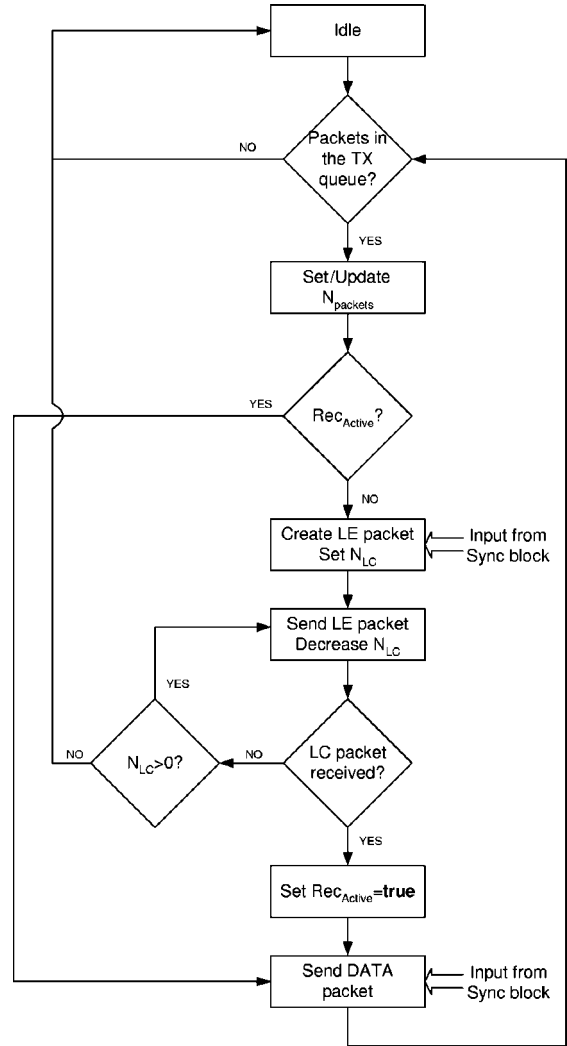 Idle
Packets in
the TX
queue?
NO
YES
Set/Update
Npackets
YES
RecActive?
NO
Create LE packet
Set NLC
Input from
Sync block
Send LE packet
Decrease NLC
YES
NO
NLC>0?
NO
LC packet
received?
YES
Set RecActive=true
Send DATA
packet
Input from
Sync block